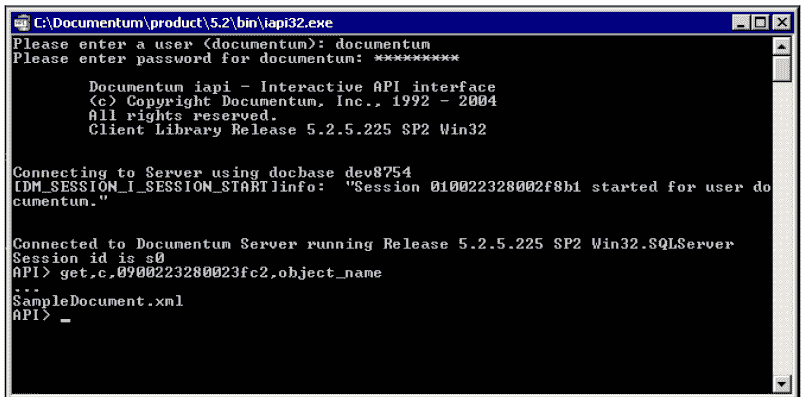 C:\Documentum\product\5.2\bin\iapi32.exe
Please enter a user (documentum): documentum
Please enter password for documentum: *********
Documentum iapi - Interactive API interface
(c) Copyright Documentum, Inc., 1992 - 2004
All rights reserved.
Client Library Release 5.2.5.225 SP2 Win32
Connecting to Server using docbase dev8754
[DM_SESSION_I_SESSION_START]info:  "Session 010022328002f8b1 started for user do
cumentum."
Connected to Documentum Server running Release 5.2.5.225 SP2 Win32.SQLServer
Session id is s0
API> get,c,0900223280023fc2,object_name
...
SampleDocument.xml
API> _